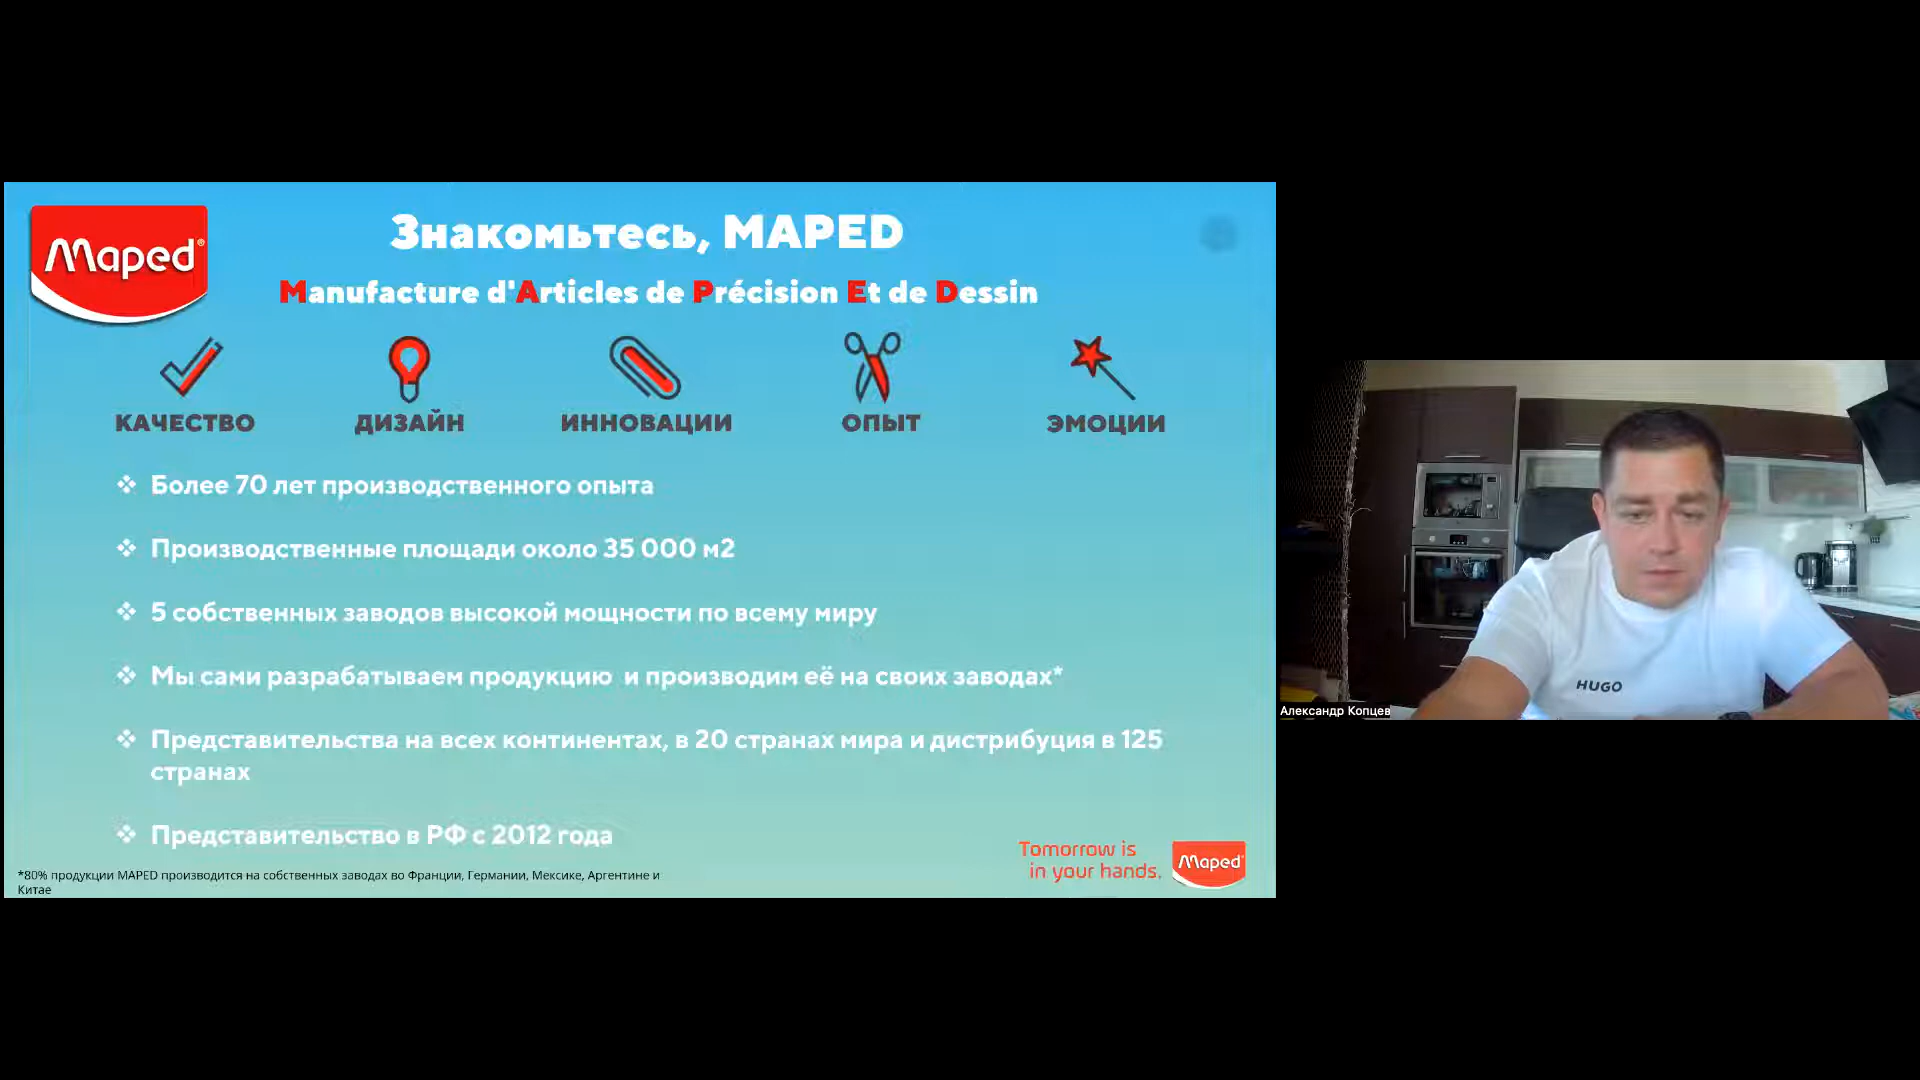 Maped®
Знакомьтесь, MAPED
Manufacture d'Articles de Précision Et de Dessin
КАЧЕСТВО
ДИЗАЙН
ИННОВАЦИИ
ОПЫТ
ЭМОЦИИ
❖ Более 70 лет производственного опыта
❖ Производственные площади около 35 000 м2
❖ 5 собственных заводов высокой мощности по всему миру
❖ Мы сами разрабатываем продукцию и производим её на своих заводах*
❖ Представительства на всех континентах, в 20 странах мира и дистрибуция в 125
странах
❖ Представительство в РФ с 2012 года
*80% продукции MAPED производится на собственных заводах во Франции, Германии, Мексике, Аргентине и
Китае
Tomorrow is
in your hands.
Maped
HUGO
Александр Копцев